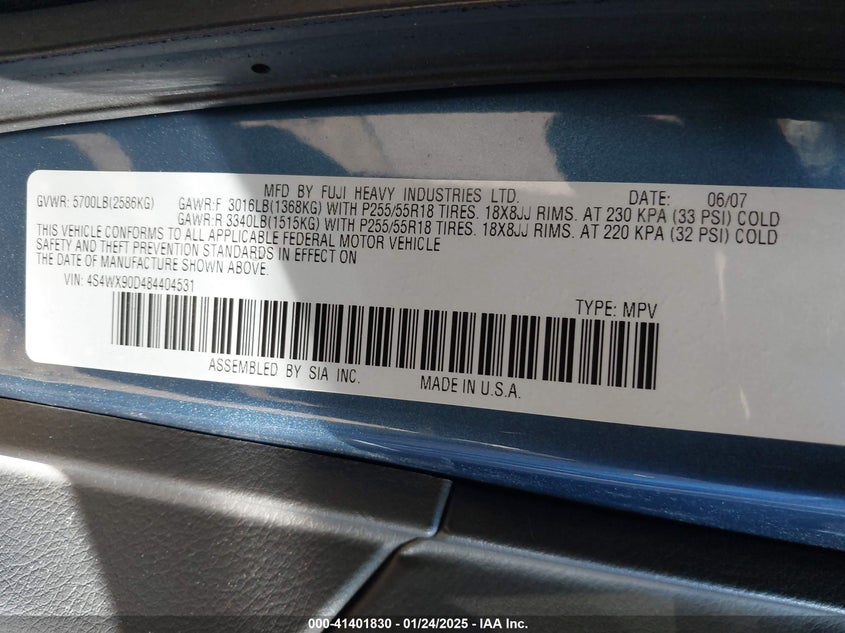 MFD BY FUJI HEAVY INDUSTRIES LTD. DATE: 06/07
GVWR: 5700LB(2586KG) GAWR:F 3016LB(1368KG) WITH P255/55R18 TIRES. 18X8JJ RIMS. AT 230 KPA (33 PSI) COLD
GAWR:R 3340LB(1515KG) WITH P255/55R18 TIRES. 18X8JJ RIMS. AT 220 KPA (32 PSI) COLD
THIS VEHICLE CONFORMS TO ALL APPLICABLE FEDERAL MOTOR VEHICLE
SAFETY AND THEFT PREVENTION STANDARDS IN EFFECT ON
THE DATE OF MANUFACTURE SHOWN ABOVE.
VIN: 4S4WX90D484404531 TYPE: MPV
ASSEMBLED BY SIA INC. MADE IN U.S.A.
000-41401830 - 01/24/2025 - IAA Inc.